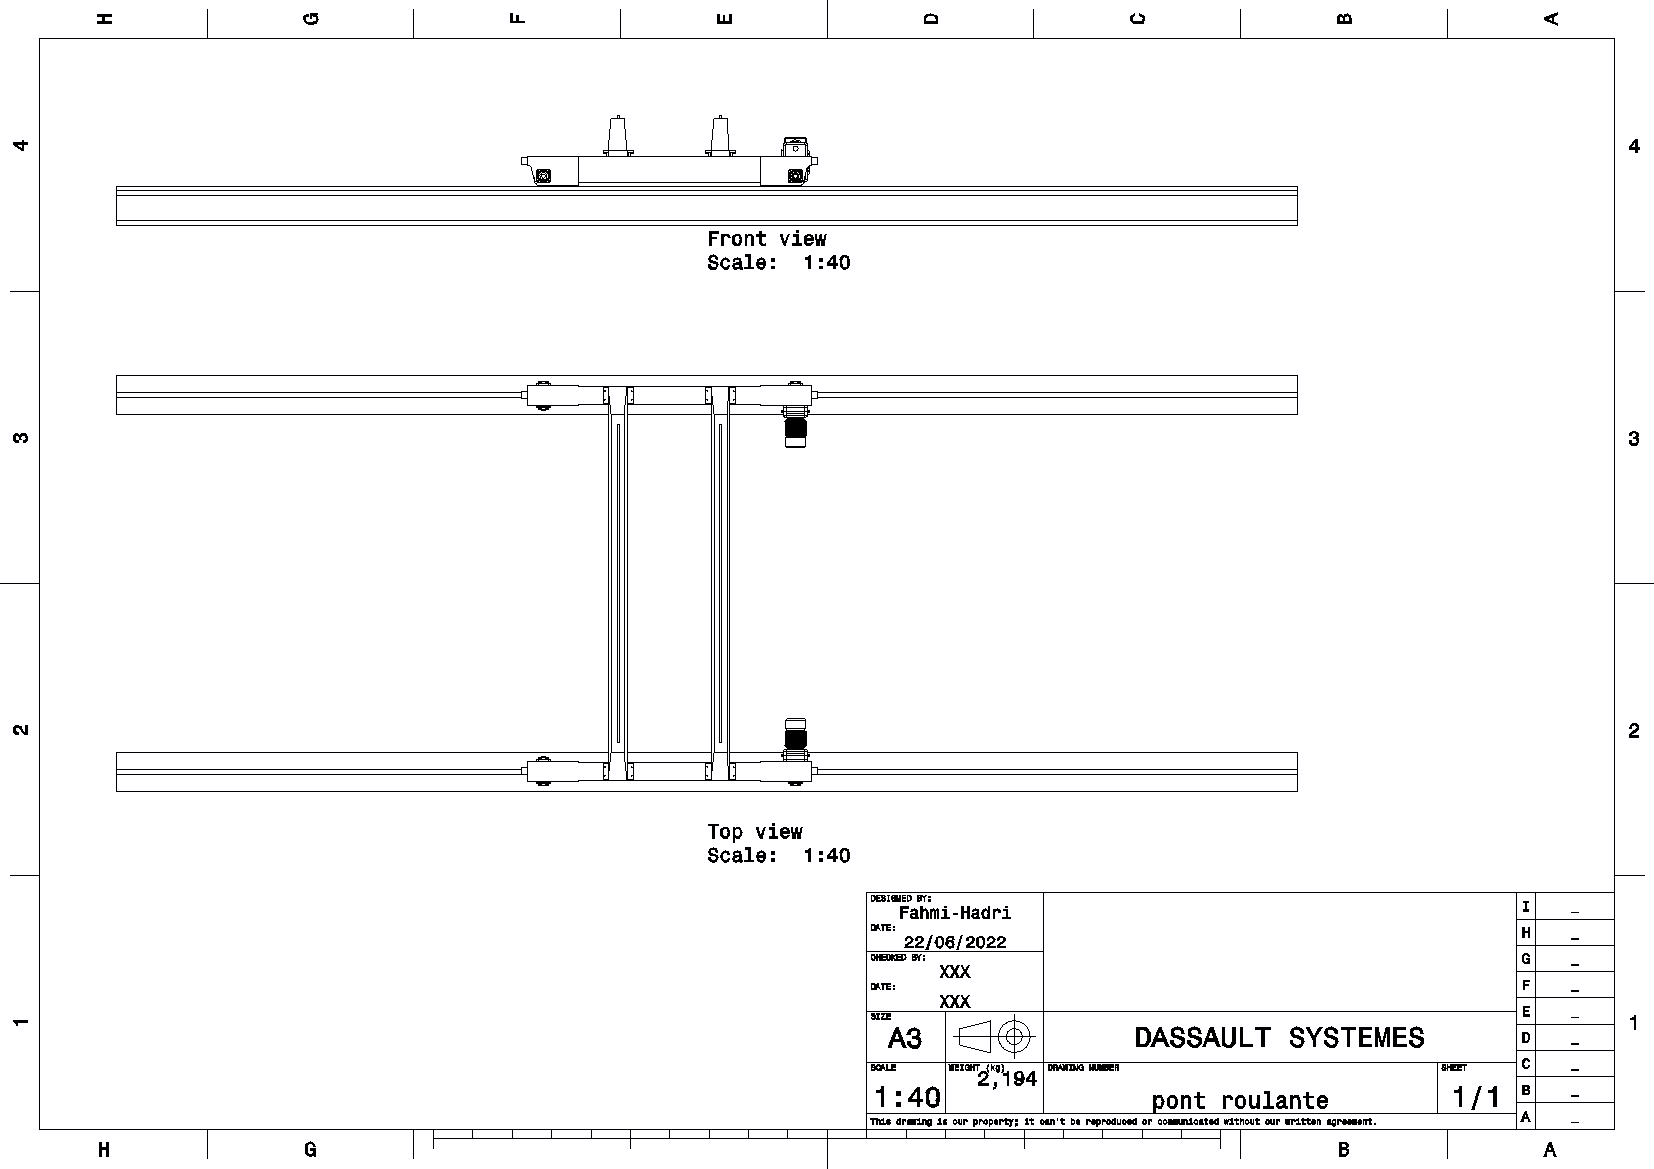 H G F E D C B A
4 4
Front view
Scale: 1:40
3 3
2 2
Top view
Scale: 1:40
DESIGNED BY:
Fahmi-Hadri
DATE:
22/06/2022
CHECKED BY:
XXX
DATE:
XXX
SIZE
A3
DASSAULT SYSTEMES
SCALE
1:40
WEIGHT (kg)
2,194
DRAWING NUMBER
pont roulante
SHEET
1/1
This drawing is our property; it can't be reproduced or communicated without our written agreement.
I _
H _
G _
F _
E _
D _
C _
B _
A _
1 1
H G B A